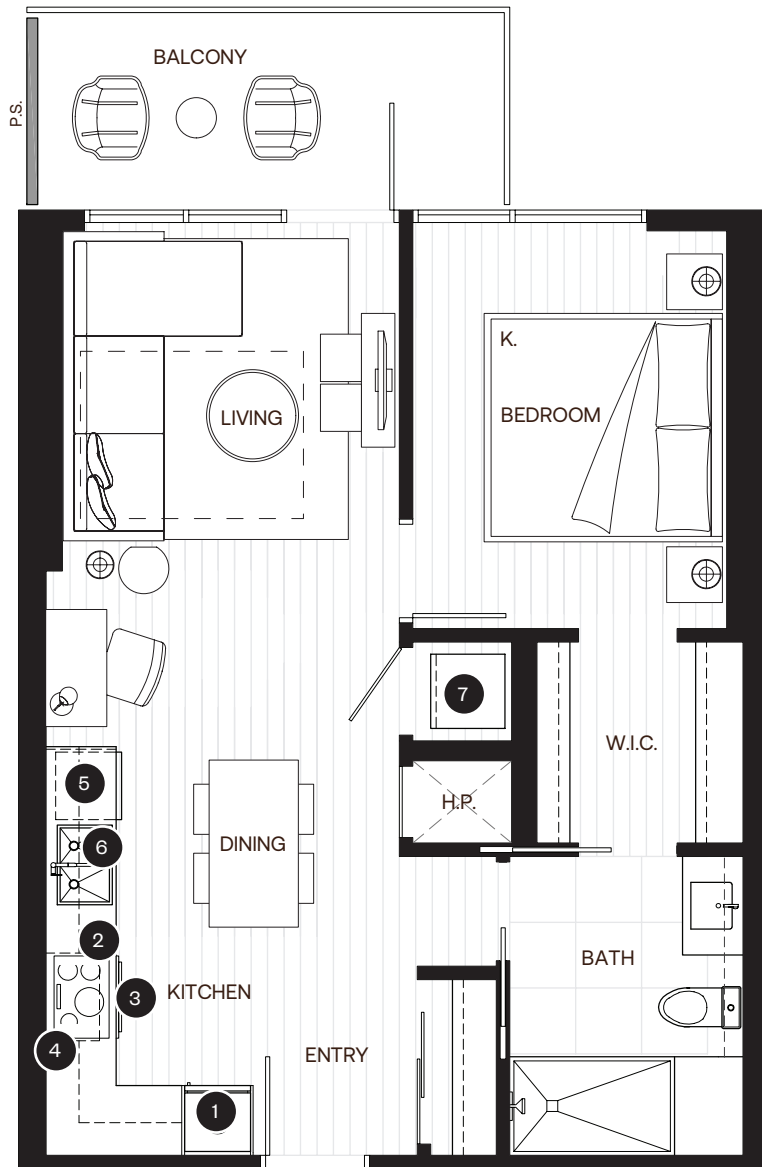 BALCONY
P.S.
K.
LIVING
BEDROOM
7
W.I.C.
5
H.P.
6
DINING
2
BATH
3
KITCHEN
4
ENTRY
1